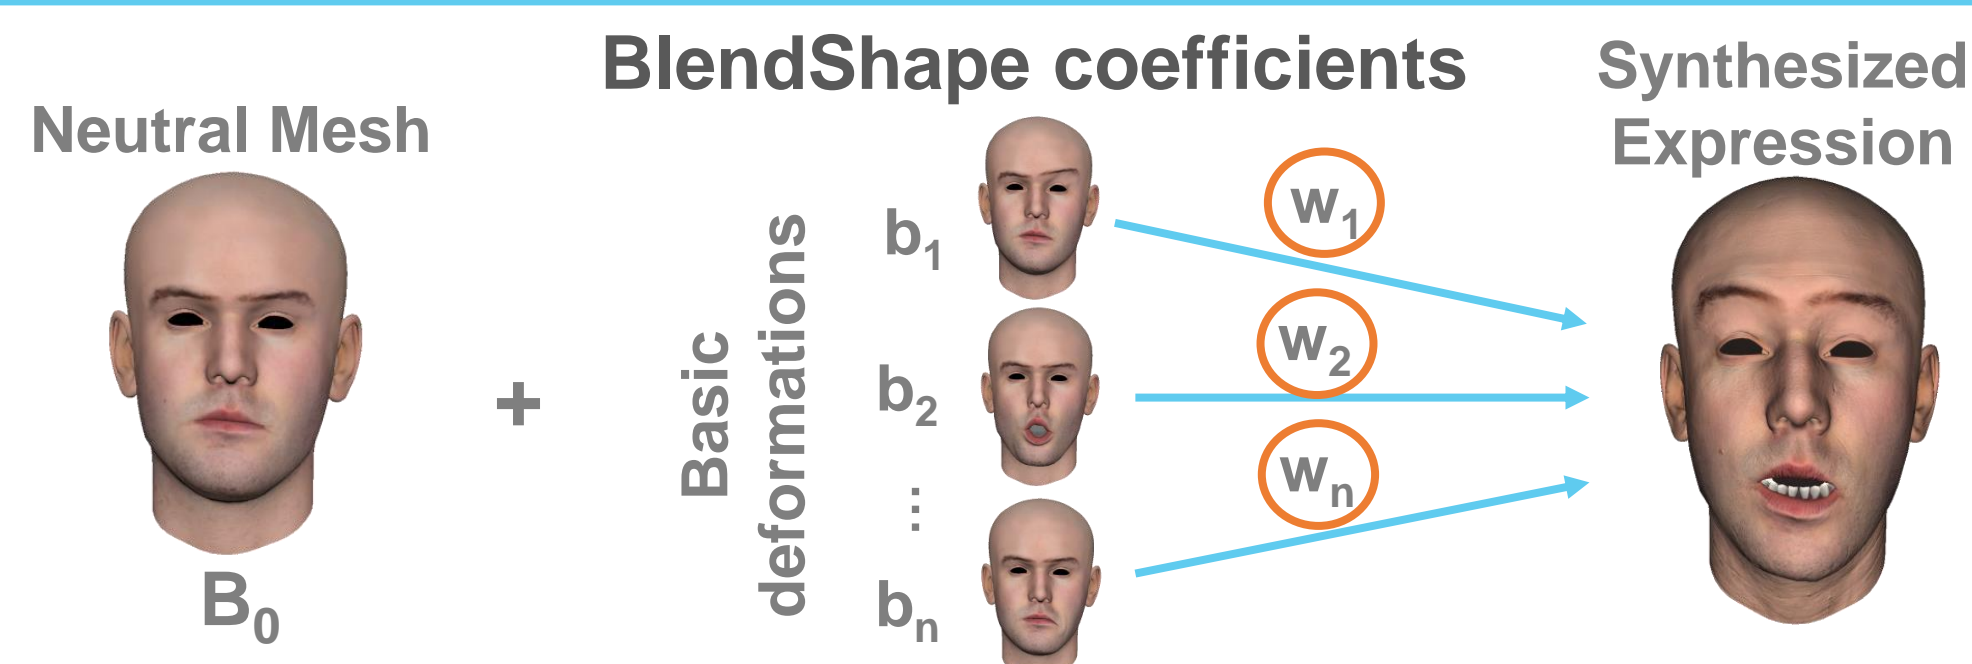 BlendShape coefficients
Neutral Mesh
B₀
+
Basic
deformations
b₁
b₂
⋮
bₙ
w₁
w₂
wₙ
Synthesized
Expression